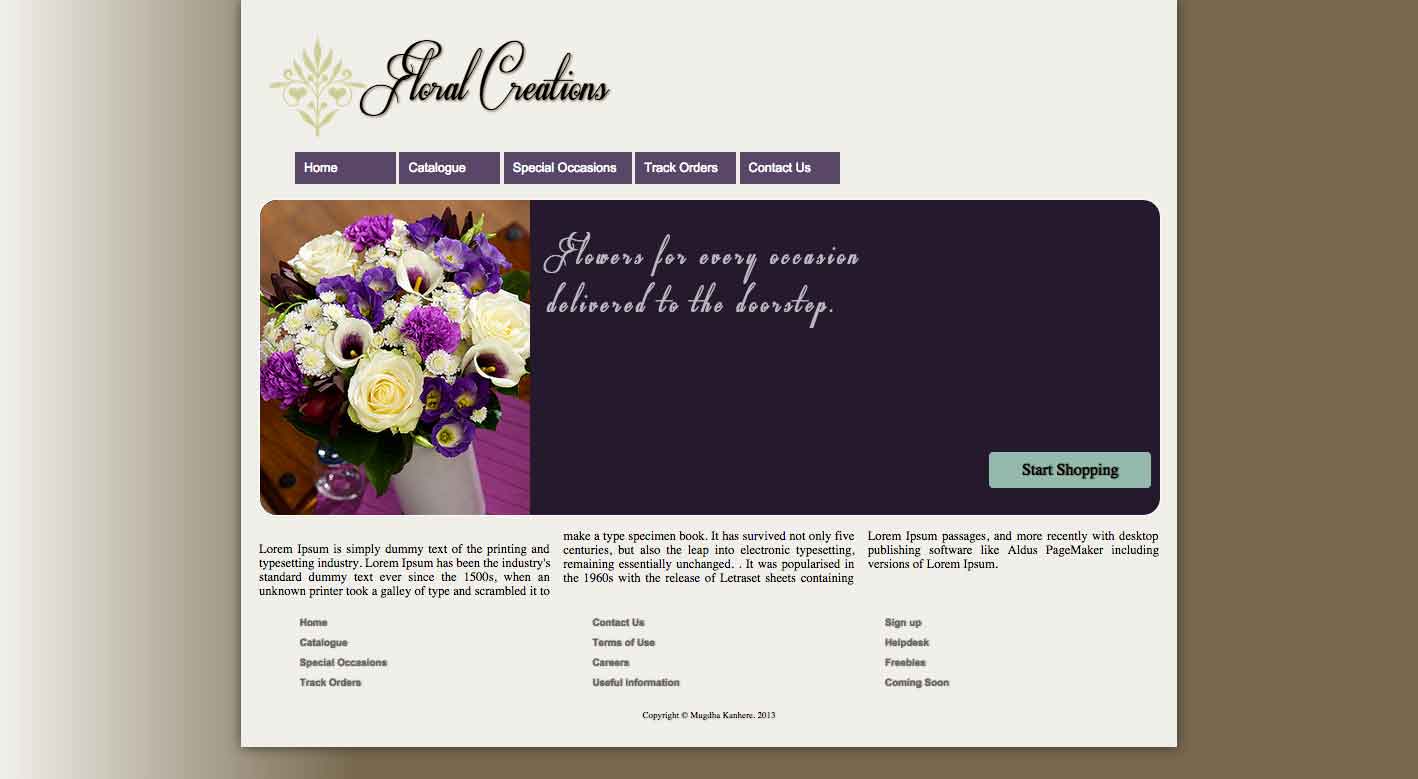 Floral Creations
Home
Catalogue
Special Occasions
Track Orders
Contact Us
Flowers for every occasion
delivered to the doorstep.
Start Shopping
Lorem Ipsum is simply dummy text of the printing and
typesetting industry. Lorem Ipsum has been the industry's
standard dummy text ever since the 1500s, when an
unknown printer took a galley of type and scrambled it to
make a type specimen book. It has survived not only five
centuries, but also the leap into electronic typesetting,
remaining essentially unchanged. . It was popularised in
the 1960s with the release of Letraset sheets containing
Lorem Ipsum passages, and more recently with desktop
publishing software like Aldus PageMaker including
versions of Lorem Ipsum.
Home
Catalogue
Special Occasions
Track Orders
Contact Us
Terms of Use
Careers
Useful Information
Sign up
Helpdesk
Freebies
Coming Soon
Copyright © Mugdha Kanhere. 2013